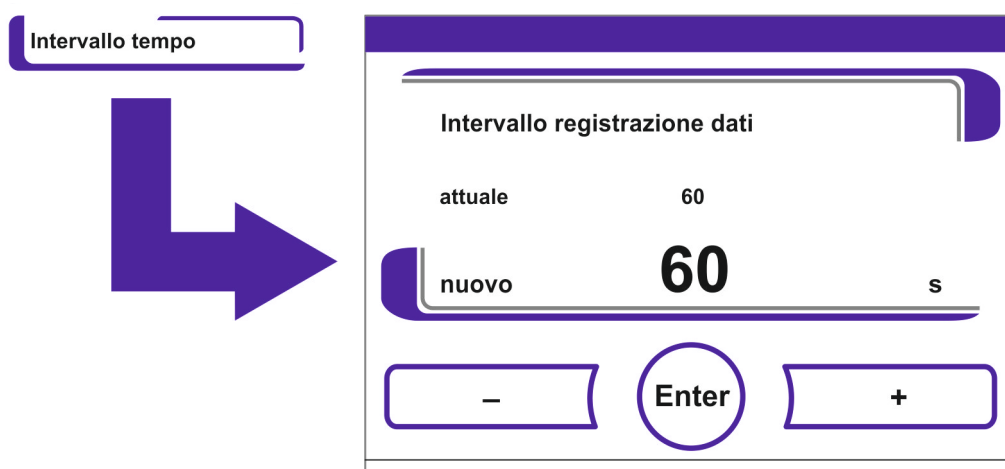 Intervallo tempo
Intervallo registrazione dati
attuale 60
nuovo 60 s
– Enter +